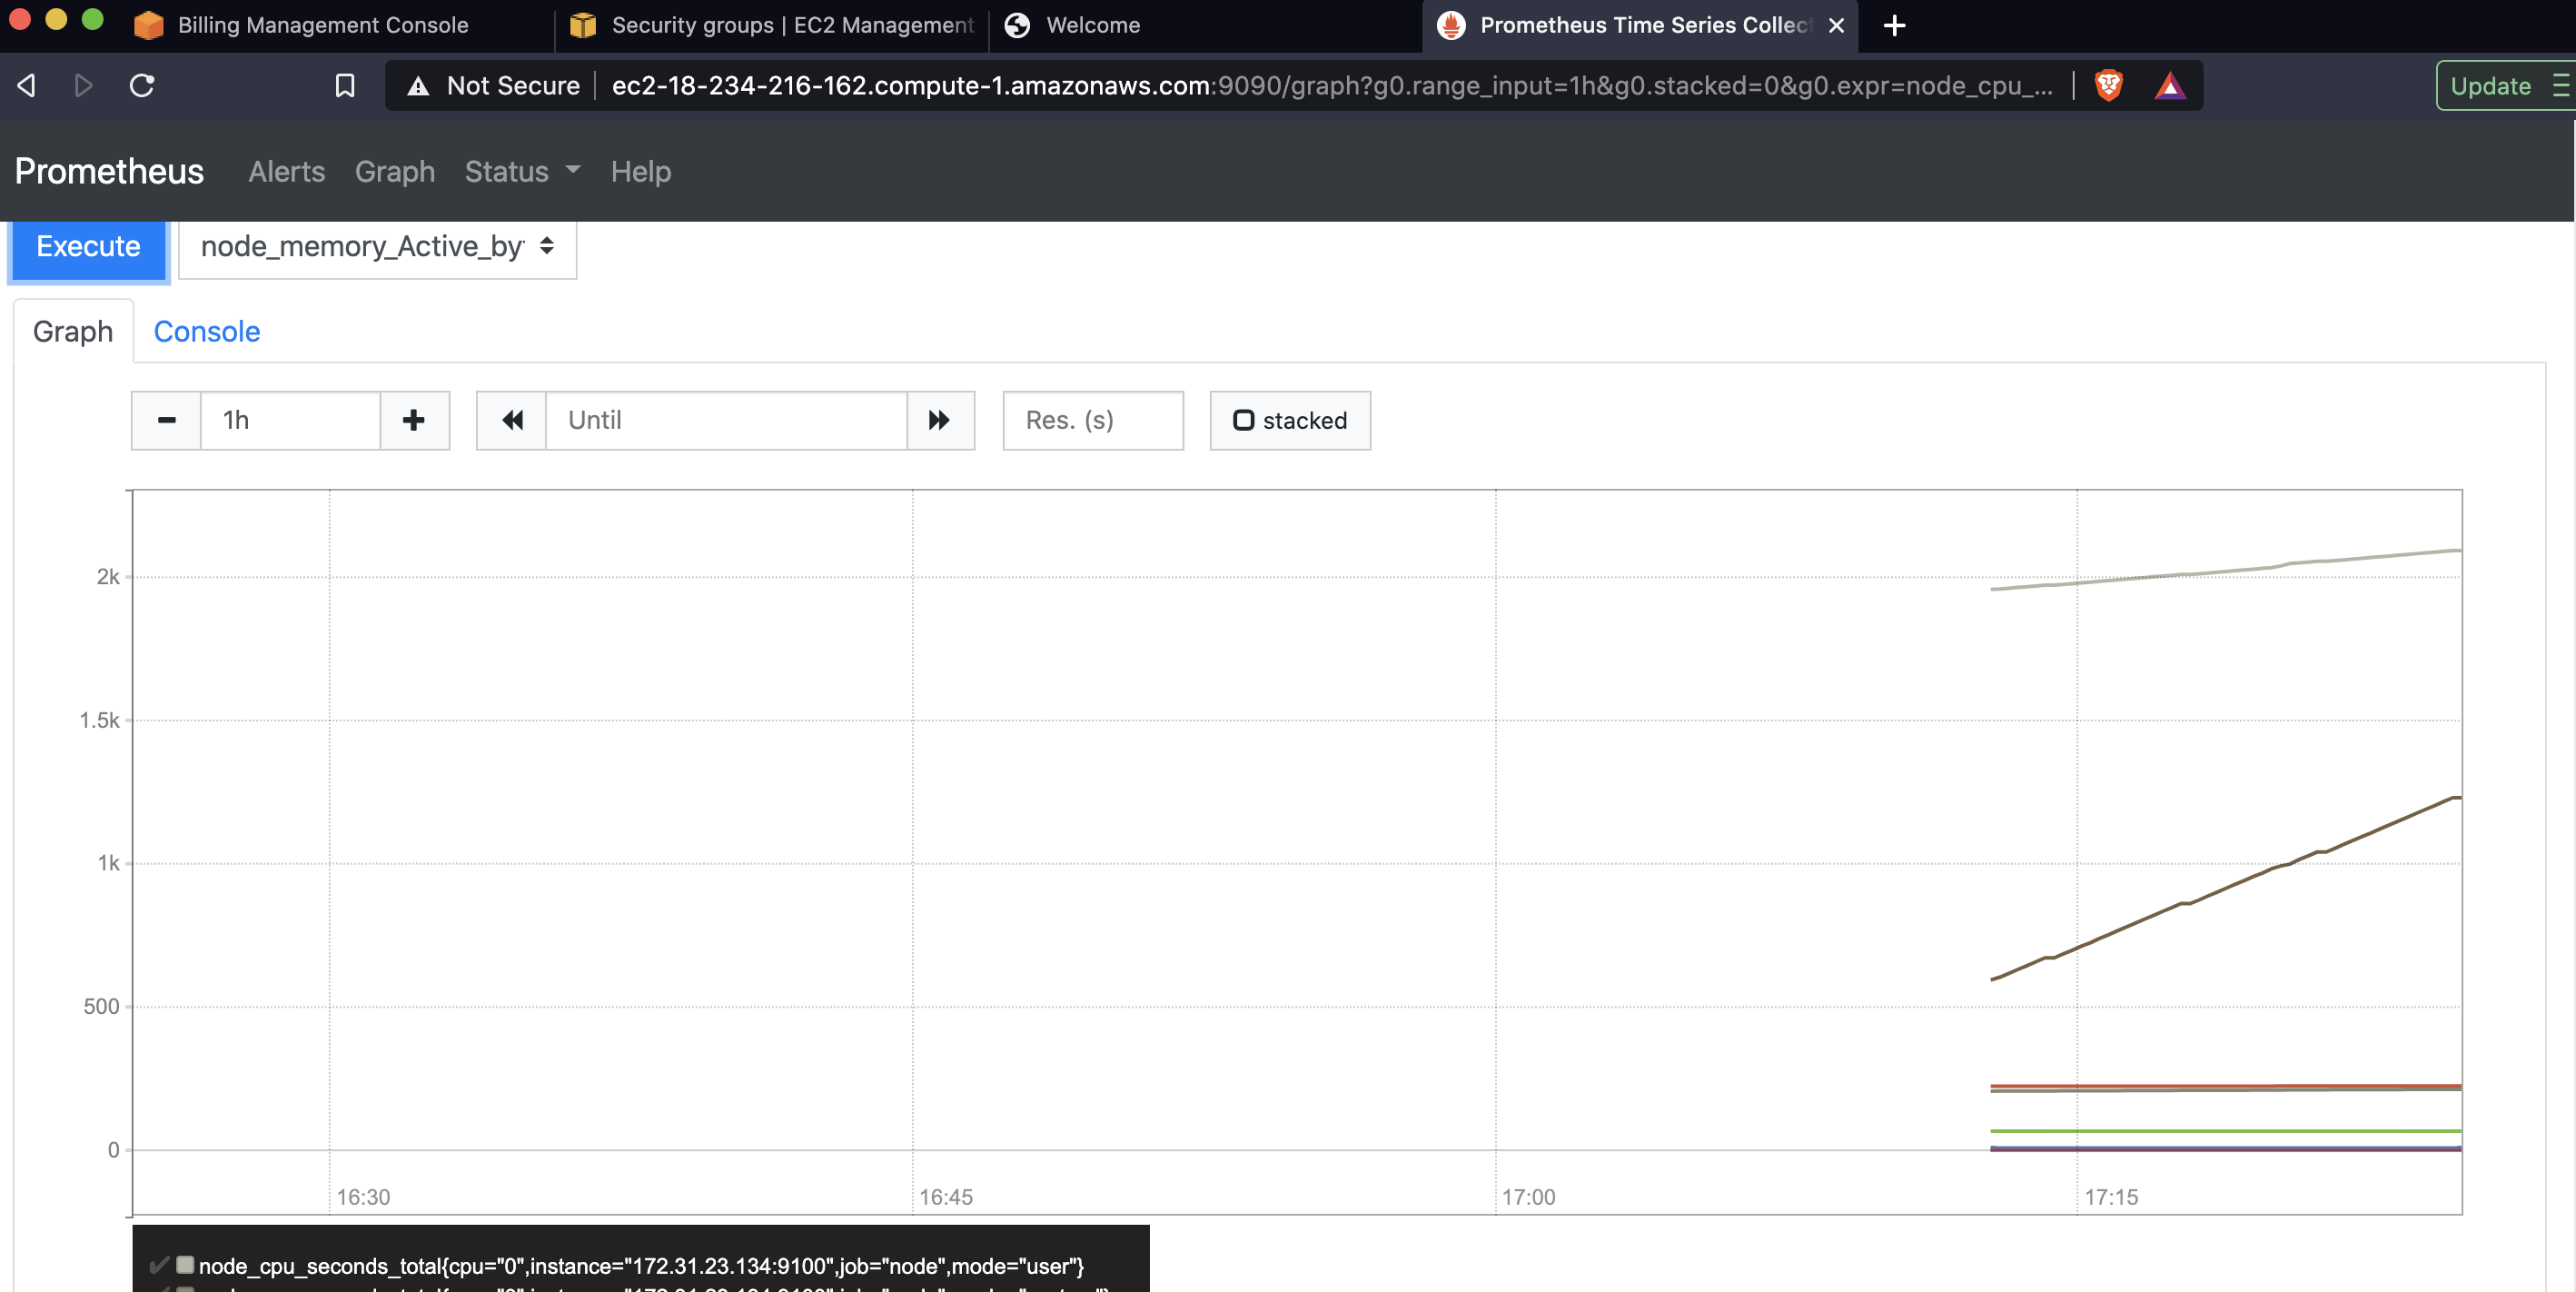 Billing Management Console
Security groups | EC2 Management
Welcome
Prometheus Time Series Collec
Not Secure
ec2-18-234-216-162.compute-1.amazonaws.com:9090/graph?g0.range_input=1h&g0.stacked=0&g0.expr=node_cpu_...
Update
Prometheus Alerts Graph Status Help
Execute
node_memory_Active_by
Graph Console
1h
Until
Res. (s)
stacked
2k
1.5k
1k
500
0
16:30 16:45 17:00 17:15
node_cpu_seconds_total{cpu="0",instance="172.31.23.134:9100",job="node",mode="user"}